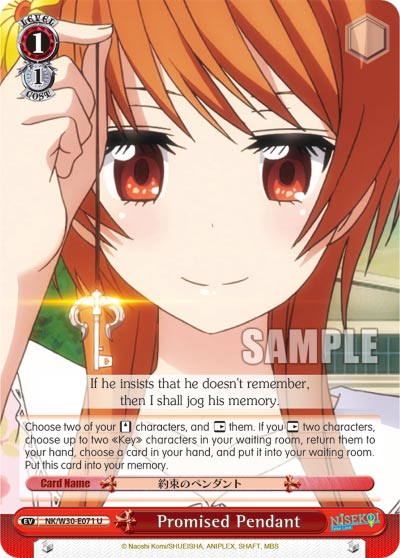 LEVEL
1
1
COST
SAMPLE
If he insists that he doesn't remember,
then I shall jog his memory.
Choose two of your characters, and them. If you two characters,
choose up to two «Key» characters in your waiting room, return them to
your hand, choose a card in your hand, and put it into your waiting room.
Put this card into your memory.
Card Name 約束のペンダント
EV NK/W30-E071 U Promised Pendant NISEKOI
© Naoshi Komi/SHUEISHA, ANIPLEX, SHAFT, MBS